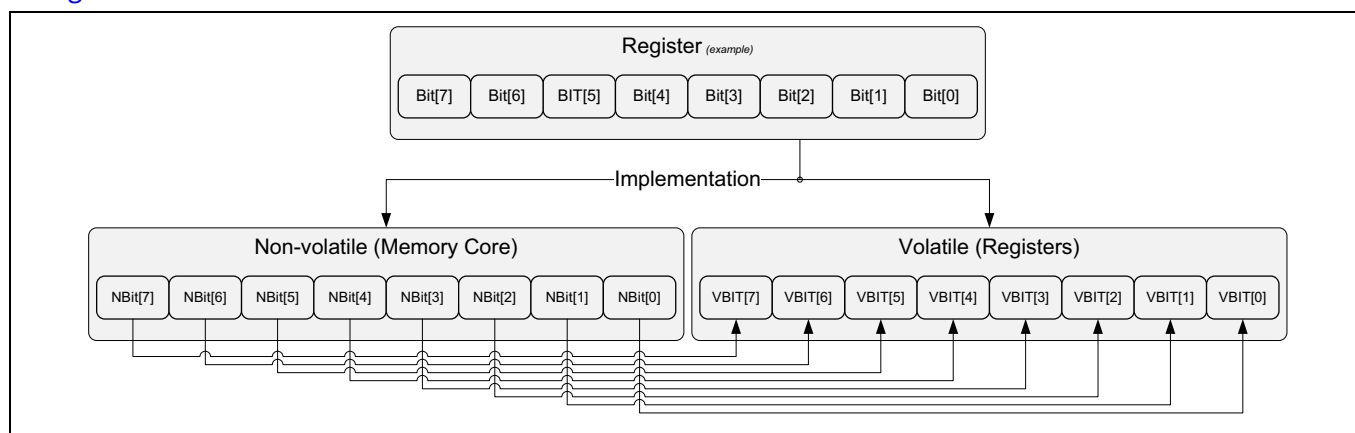 Register (example)
Bit[7] Bit[6] BIT[5] Bit[4] Bit[3] Bit[2] Bit[1] Bit[0]
Implementation
Non-volatile (Memory Core) Volatile (Registers)
NBit[7] NBit[6] NBit[5] NBit[4] NBit[3] NBit[2] NBit[1] NBit[0] VBIT[7] VBIT[6] VBIT[5] VBIT[4] VBIT[3] VBIT[2] VBIT[1] VBIT[0]